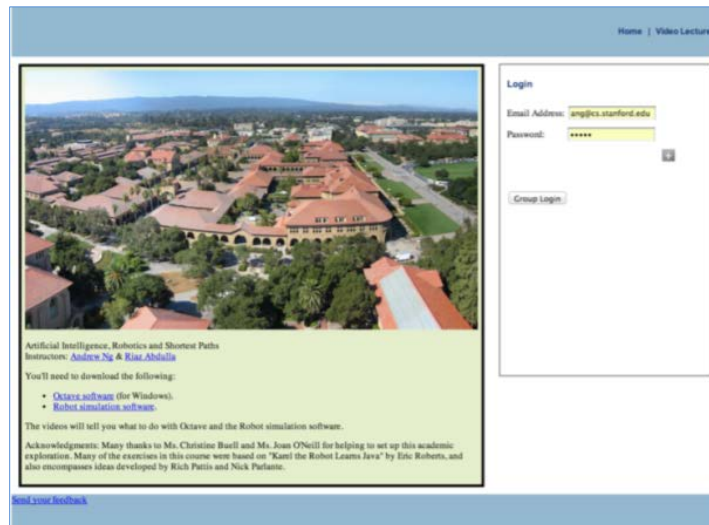 Home | Video Lecture
Login
Email Address: ang@cs.stanford.edu
Password: •••••
+
Group Login
Artificial Intelligence, Robotics and Shortest Paths
Instructors: Andrew Ng & Riaz Abdulla
You'll need to download the following:
• Octave software (for Windows).
• Robot simulation software.
The videos will tell you what to do with Octave and the Robot simulation software.
Acknowledgments: Many thanks to Ms. Christine Buell and Ms. Joan O'Neill for helping to set up this academic
exploration. Many of the exercises in this course were based on "Karel the Robot Learns Java" by Eric Roberts, and
also encompasses ideas developed by Rich Pattis and Nick Parlante.
Send your feedback